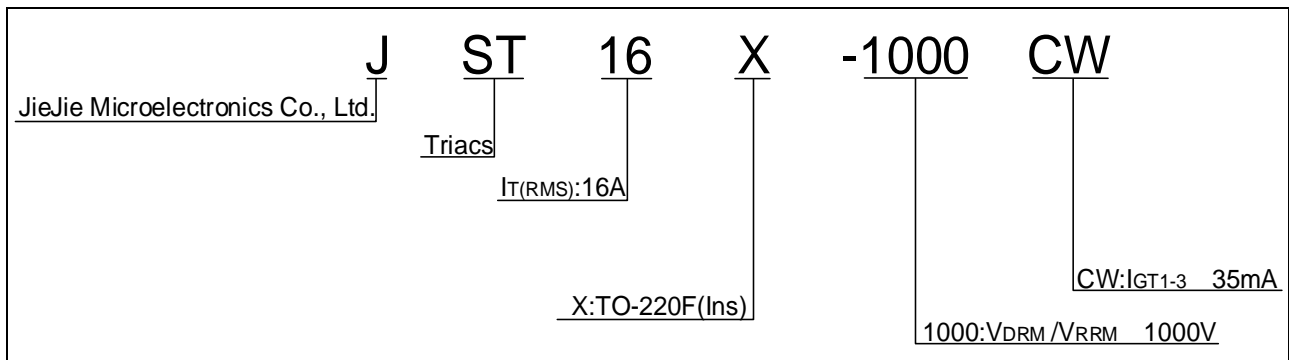 J ST 16 X -1000 CW
JieJie Microelectronics Co., Ltd.
Triacs
IT(RMS):16A
CW:IGT1-3 35mA
X:TO-220F(Ins)
1000:VDRM /VRRM 1000V